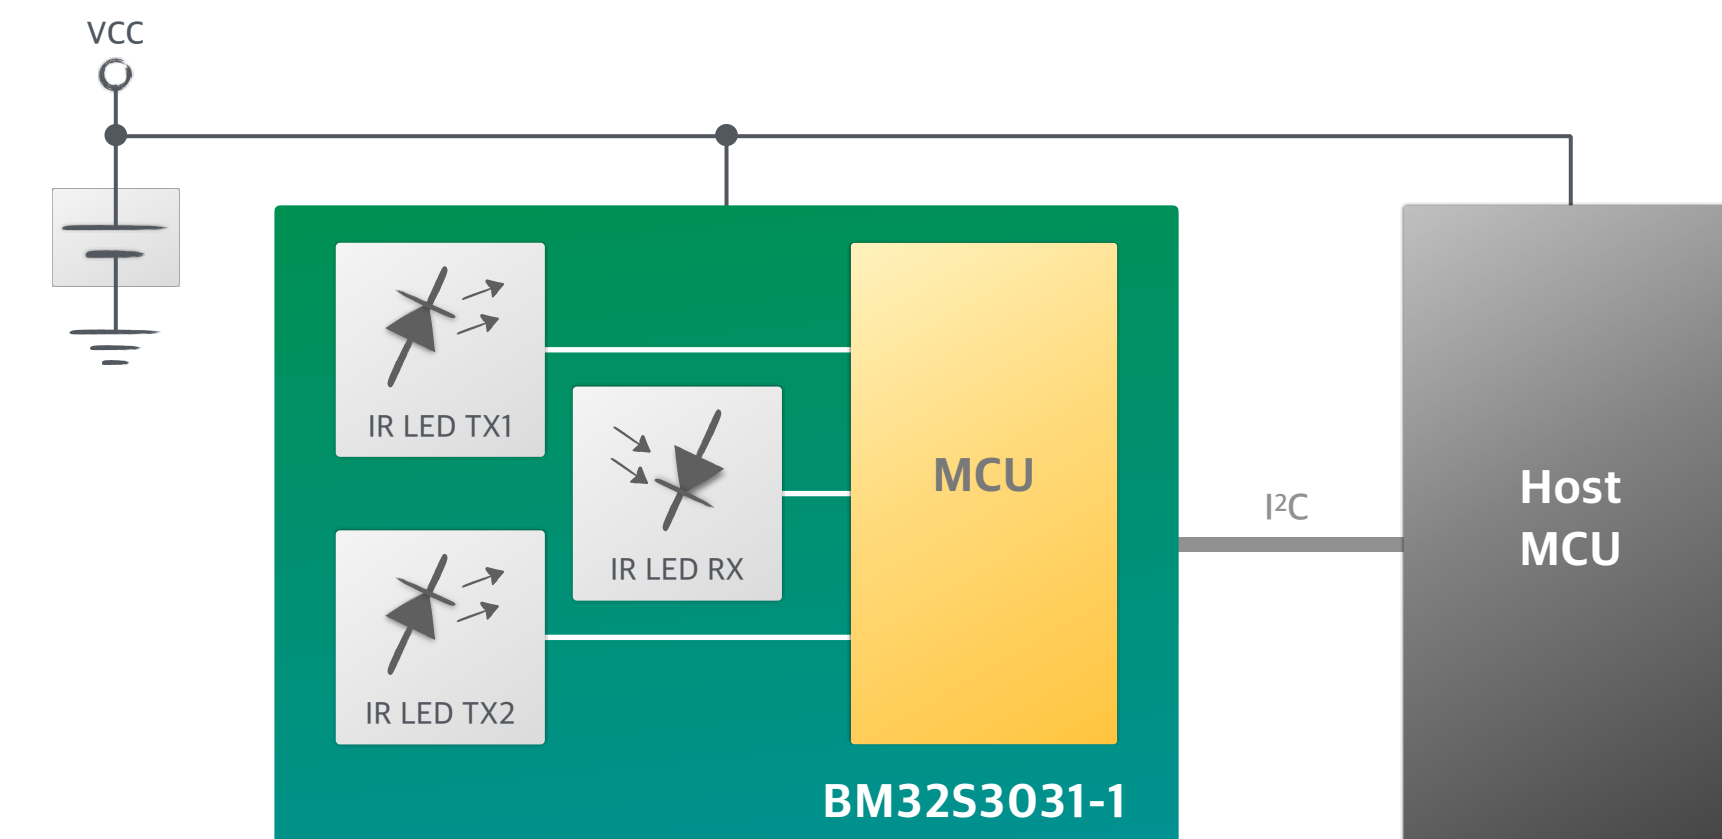 VCC
IR LED TX1
IR LED RX
IR LED TX2
MCU
BM32S3031-1
I²C
Host
MCU